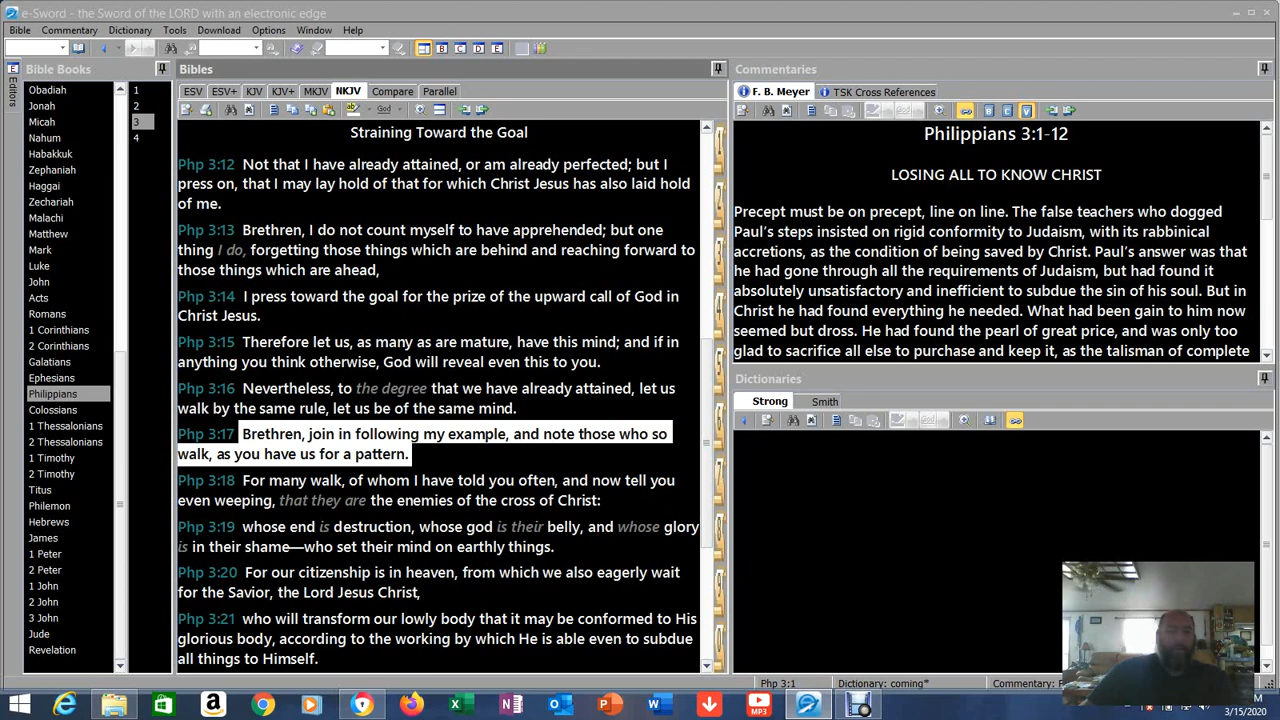 e-Sword - the Sword of the LORD with an electronic edge
Bible Commentary Dictionary Tools Download Options Window Help
B C D E
Editors
Bible Books
Obadiah
Jonah
Micah
Nahum
Habakkuk
Zephaniah
Haggai
Zechariah
Malachi
Matthew
Mark
Luke
John
Acts
Romans
1 Corinthians
2 Corinthians
Galatians
Ephesians
Philippians
Colossians
1 Thessalonians
2 Thessalonians
1 Timothy
2 Timothy
Titus
Philemon
Hebrews
James
1 Peter
2 Peter
1 John
2 John
3 John
Jude
Revelation
1
2
3
4
Bibles
ESV ESV+ KJV KJV+ MKJV NKJV Compare Parallel
God
Straining Toward the Goal
Php 3:12 Not that I have already attained, or am already perfected; but I
press on, that I may lay hold of that for which Christ Jesus has also laid hold
of me.
Php 3:13 Brethren, I do not count myself to have apprehended; but one
thing I do, forgetting those things which are behind and reaching forward to
those things which are ahead,
Php 3:14 I press toward the goal for the prize of the upward call of God in
Christ Jesus.
Php 3:15 Therefore let us, as many as are mature, have this mind; and if in
anything you think otherwise, God will reveal even this to you.
Php 3:16 Nevertheless, to the degree that we have already attained, let us
walk by the same rule, let us be of the same mind.
Php 3:17 Brethren, join in following my example, and note those who so
walk, as you have us for a pattern.
Php 3:18 For many walk, of whom I have told you often, and now tell you
even weeping, that they are the enemies of the cross of Christ:
Php 3:19 whose end is destruction, whose god is their belly, and whose glory
is in their shame—who set their mind on earthly things.
Php 3:20 For our citizenship is in heaven, from which we also eagerly wait
for the Savior, the Lord Jesus Christ,
Php 3:21 who will transform our lowly body that it may be conformed to His
glorious body, according to the working by which He is able even to subdue
all things to Himself.
Commentaries
F. B. Meyer TSK Cross References
God
B C V
Philippians 3:1-12
LOSING ALL TO KNOW CHRIST
Precept must be on precept, line on line. The false teachers who dogged
Paul's steps insisted on rigid conformity to Judaism, with its rabbinical
accretions, as the condition of being saved by Christ. Paul's answer was that
he had gone through all the requirements of Judaism, but had found it
absolutely unsatisfactory and inefficient to subdue the sin of his soul. But in
Christ he had found everything he needed. What had been gain to him now
seemed but dross. He had found the pearl of great price, and was only too
glad to sacrifice all else to purchase and keep it, as the talisman of complete
Dictionaries
Strong Smith
God
Php 3:1 Dictionary: coming* Commentary:
MP3
M
3/15/2020